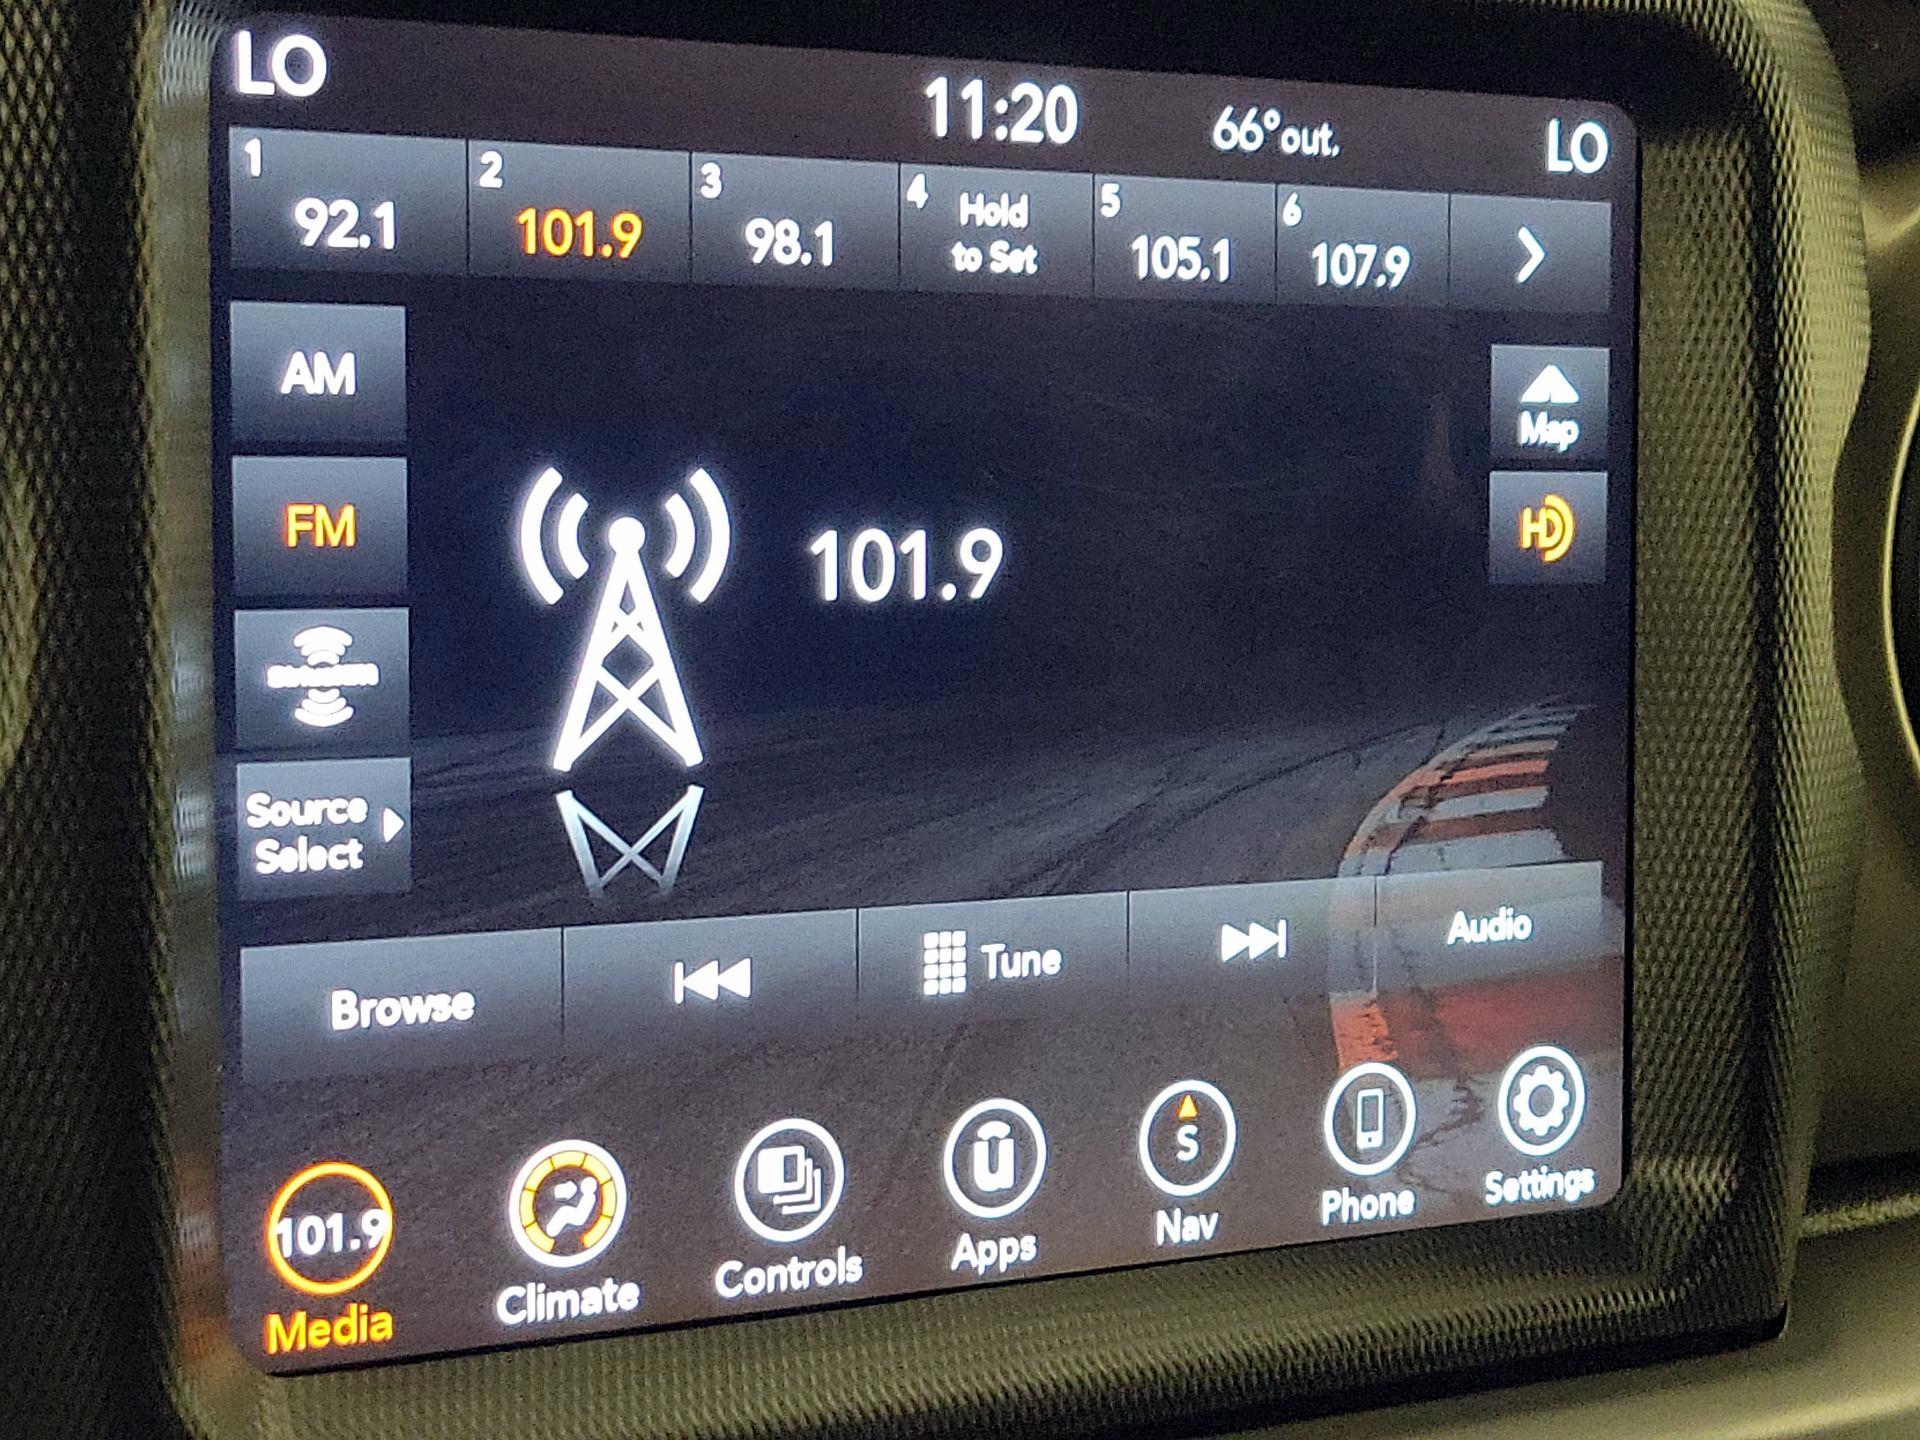 LO
11:20
66° out.
LO
1
92.1
2
101.9
3
98.1
4
Hold
to Set
5
105.1
6
107.9
AM
FM
Source
Select
101.9
Map
HD
Browse
Tune
Audio
101.9
Media
Climate
Controls
u
Apps
S
Nav
Phone
Settings